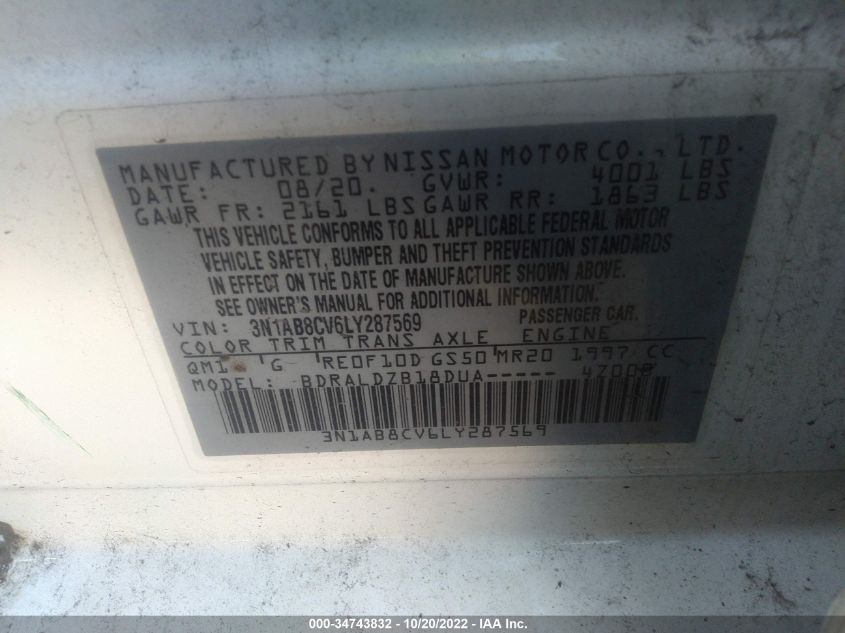 MANUFACTURED BY NISSAN MOTOR CO., LTD.
DATE: 08/20. GVWR: 4001 LBS
GAWR FR: 2161 LBS GAWR RR: 1863 LBS
THIS VEHICLE CONFORMS TO ALL APPLICABLE FEDERAL MOTOR
VEHICLE SAFETY, BUMPER AND THEFT PREVENTION STANDARDS
IN EFFECT ON THE DATE OF MANUFACTURE SHOWN ABOVE.
SEE OWNER'S MANUAL FOR ADDITIONAL INFORMATION.
VIN: 3N1AB8CV6LY287569 PASSENGER CAR.
COLOR TRIM TRANS AXLE ENGINE
QM1 G RE0F10D GS50 MR20 1997 CC
MODEL: BDRALDZB18DUA-----
3N1AB8CV6LY287569
000-34743832 - 10/20/2022 - IAA Inc.